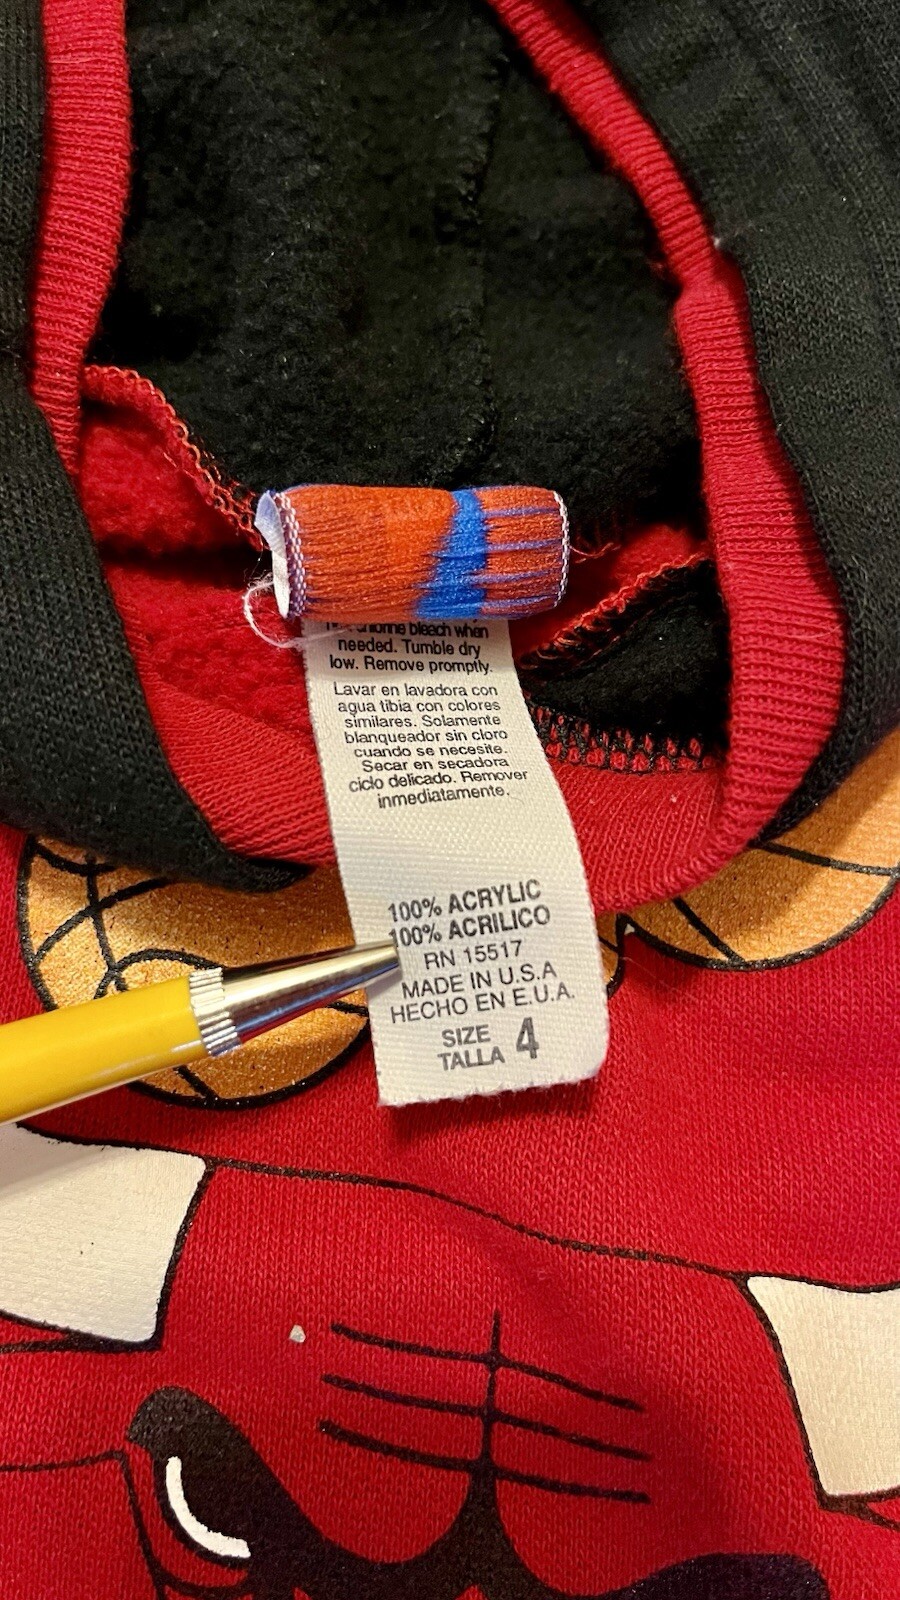 chlorine bleach when
needed. Tumble dry
low. Remove promptly.
Lavar en lavadora con
agua tibia con colores
similares. Solamente
blanqueador sin cloro
cuando se necesite.
Secar en secadora
ciclo delicado. Remover
inmediatamente.
100% ACRYLIC
100% ACRILICO
RN 15517
MADE IN U.S.A
HECHO EN E.U.A.
SIZE 4
TALLA